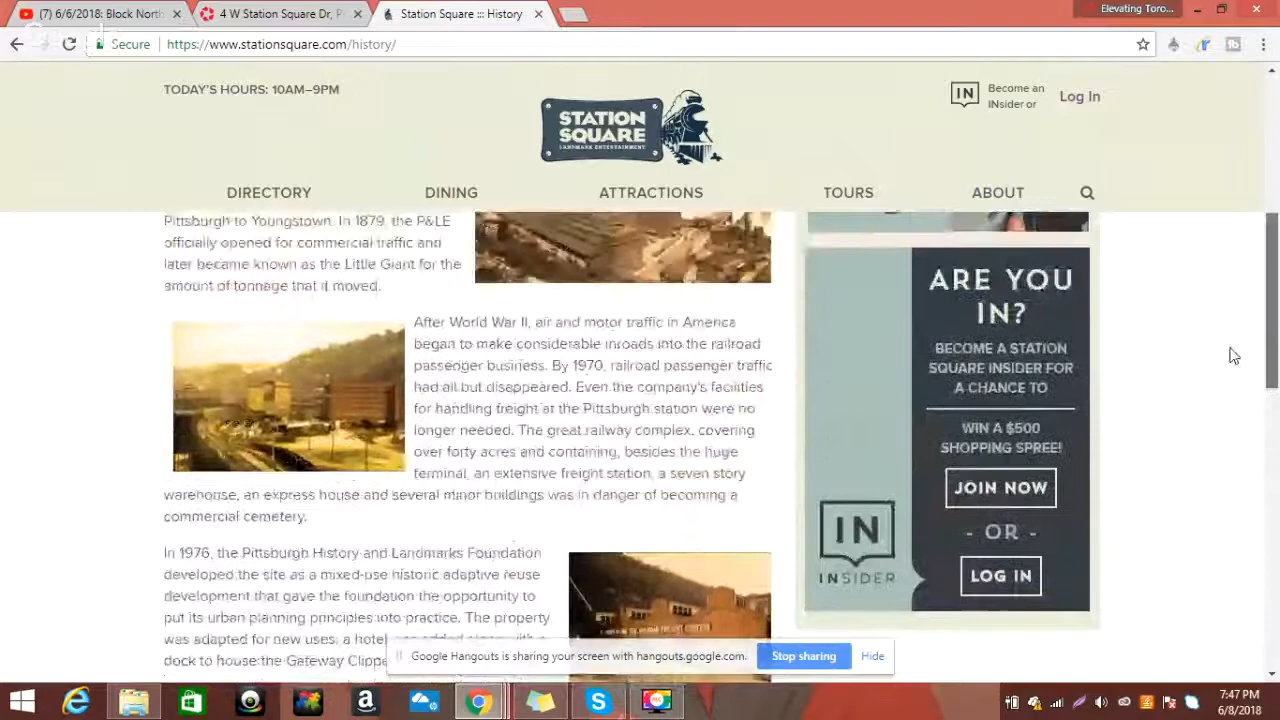 (7) 6/6/2018: Block North
4 W Station Square Dr, P
Station Square ::: History
Elevating Toro...
Secure
https://www.stationsquare.com/history/
TODAY'S HOURS: 10AM–9PM
STATION
SQUARE
LANDMARK ENTERTAINMENT
IN
Become an
INsider or
Log In
DIRECTORY
DINING
ATTRACTIONS
TOURS
ABOUT
Pittsburgh to Youngstown. In 1879, the P&LE
officially opened for commercial traffic and
later became known as the Little Giant for the
amount of tonnage that it moved.
After World War II, air and motor traffic in America
began to make considerable inroads into the railroad
passenger business. By 1970, railroad passenger traffic
had all but disappeared. Even the company's facilities
for handling freight at the Pittsburgh station were no
longer needed. The great railway complex, covering
over forty acres and containing, besides the huge
terminal, an extensive freight station, a seven story
warehouse, an express house and several minor buildings was in danger of becoming a
commercial cemetery.
In 1976, the Pittsburgh History and Landmarks Foundation
developed the site as a mixed-use historic adaptive reuse
development that gave the foundation the opportunity to
put its urban planning principles into practice. The property
was adapted for new uses: a hotel
dock to house the Gateway Clippe
ARE YOU
IN?
BECOME A STATION
SQUARE INSIDER FOR
A CHANCE TO
WIN A $500
SHOPPING SPREE!
JOIN NOW
- OR -
LOG IN
IN
INSIDER
Google Hangouts is sharing your screen with hangouts.google.com.
Stop sharing
Hide
7:47 PM
6/8/2018